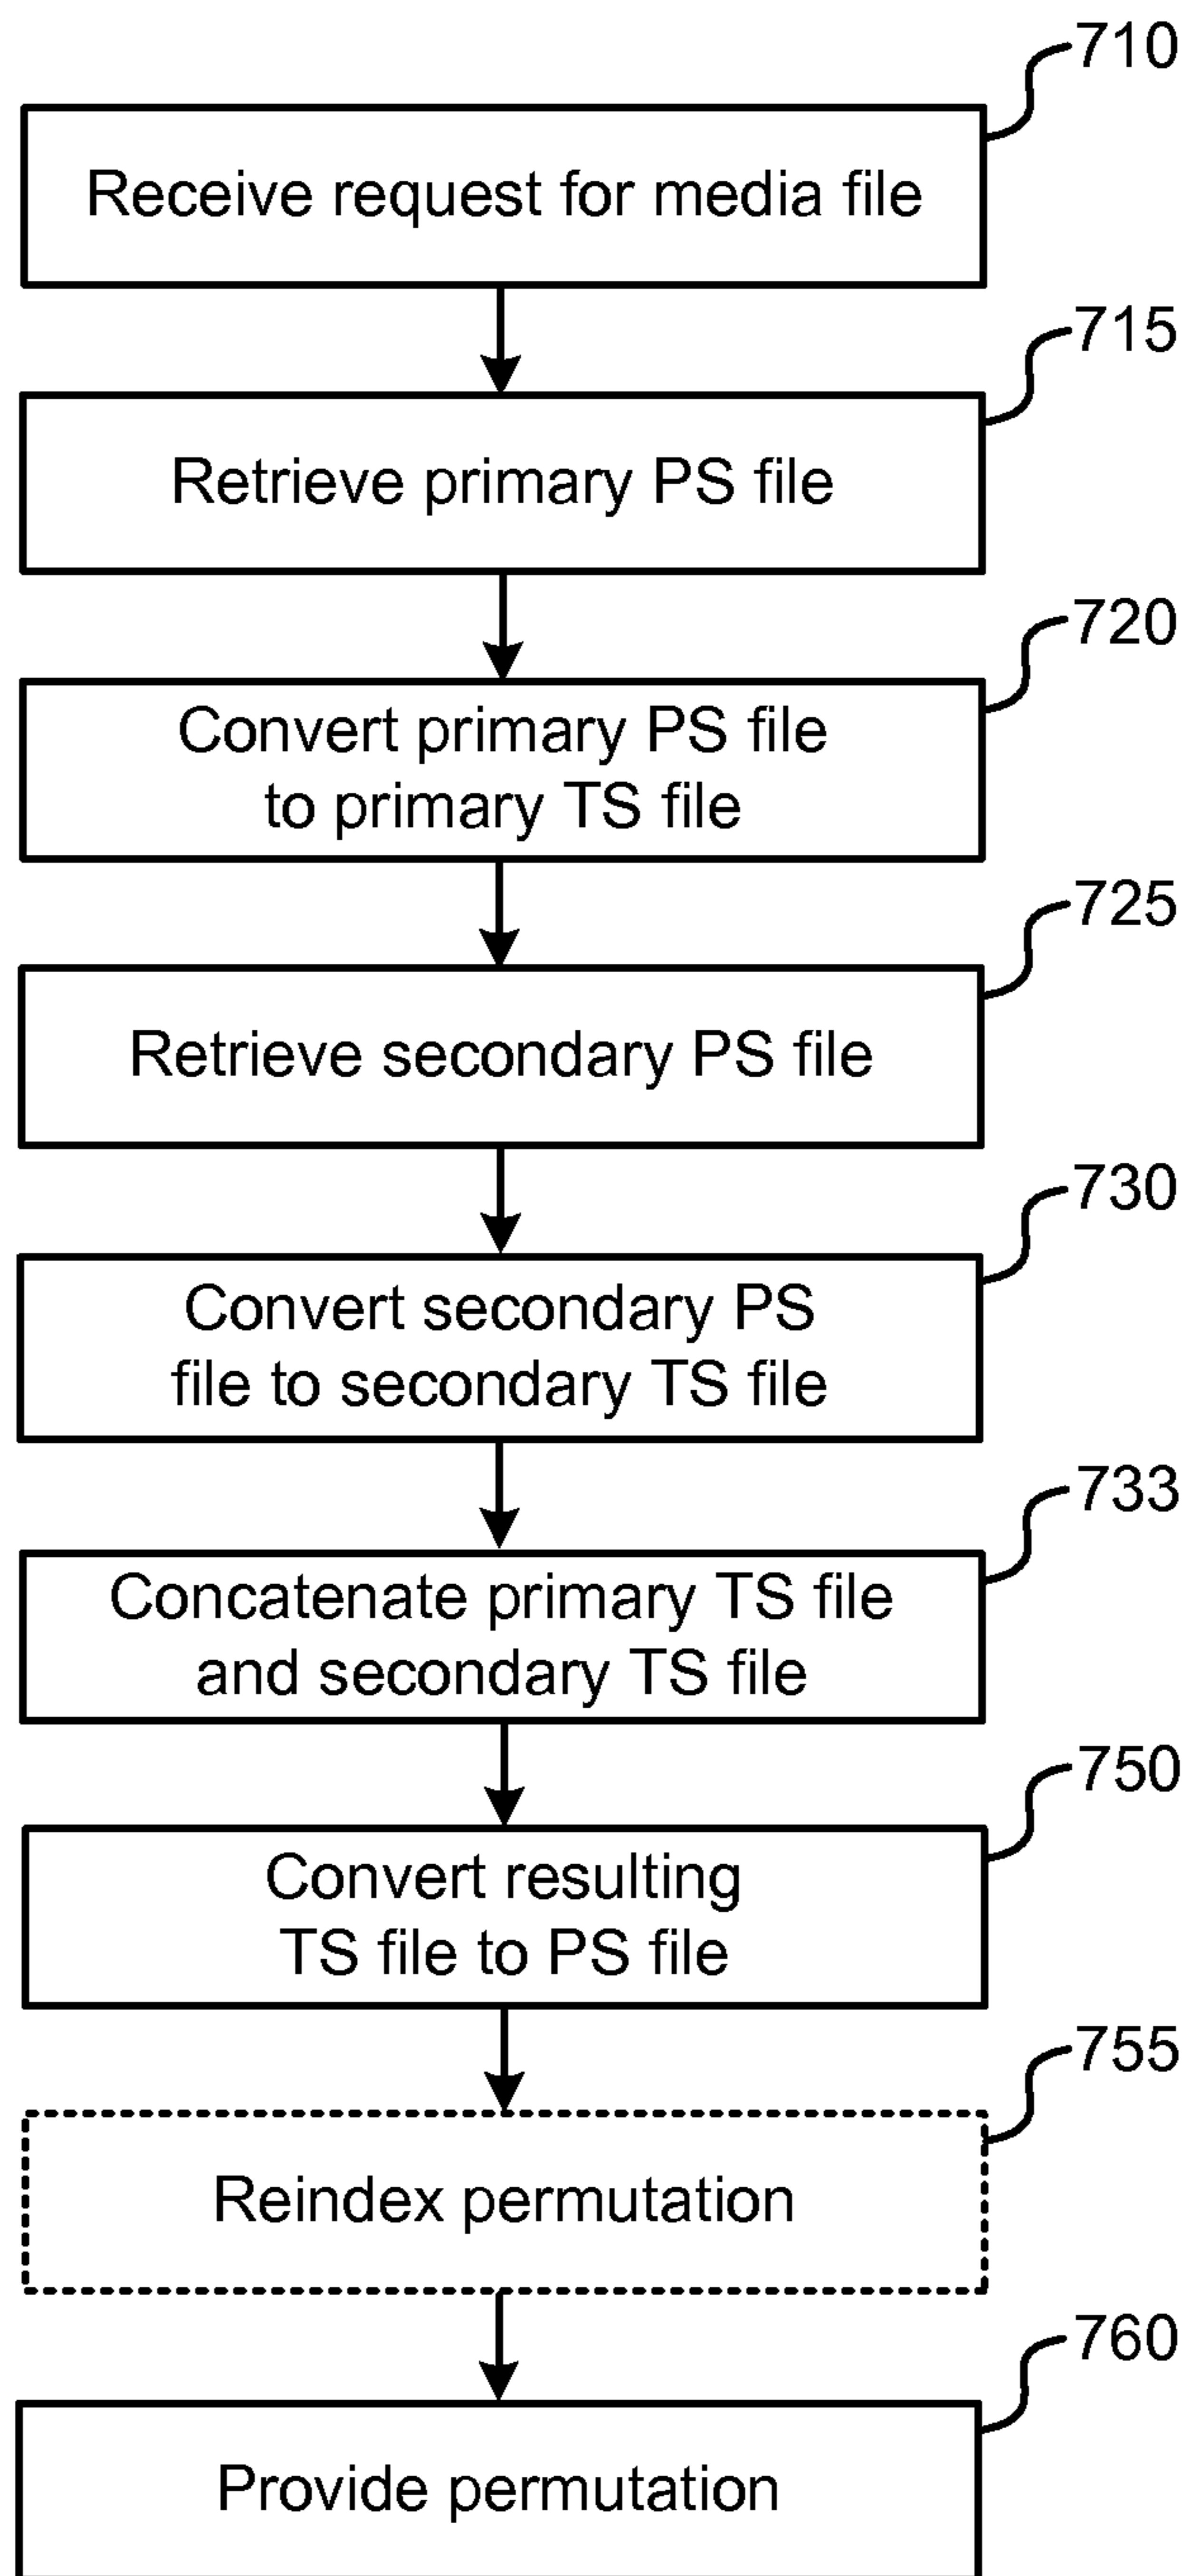 710
Receive request for media file
715
Retrieve primary PS file
720
Convert primary PS file
to primary TS file
725
Retrieve secondary PS file
730
Convert secondary PS
file to secondary TS file
733
Concatenate primary TS file
and secondary TS file
750
Convert resulting
TS file to PS file
755
Reindex permutation
760
Provide permutation